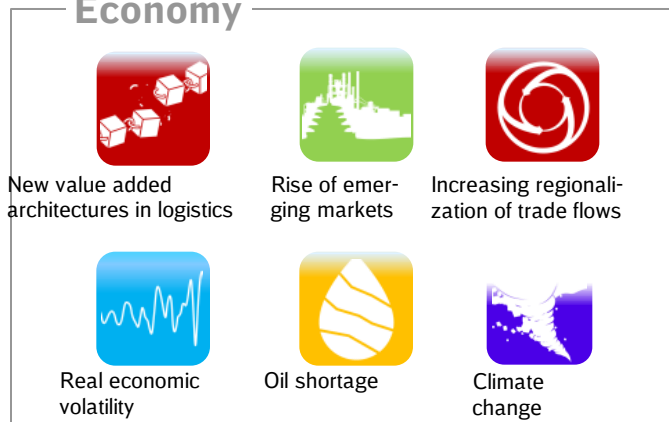 Economy
New value added
architectures in logistics
Rise of emer-
ging markets
Increasing regionali-
zation of trade flows
Real economic
volatility
Oil shortage
Climate
change